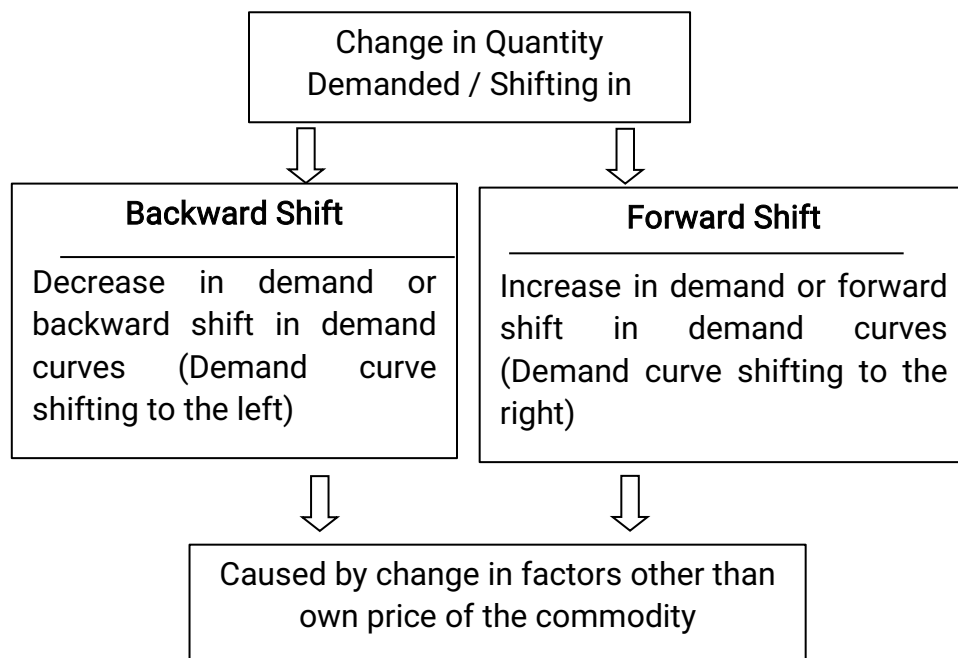 Change in Quantity
Demanded / Shifting in
Backward Shift
Decrease in demand or
backward shift in demand
curves (Demand curve
shifting to the left)
Forward Shift
Increase in demand or forward
shift in demand curves
(Demand curve shifting to the
right)
Caused by change in factors other than
own price of the commodity